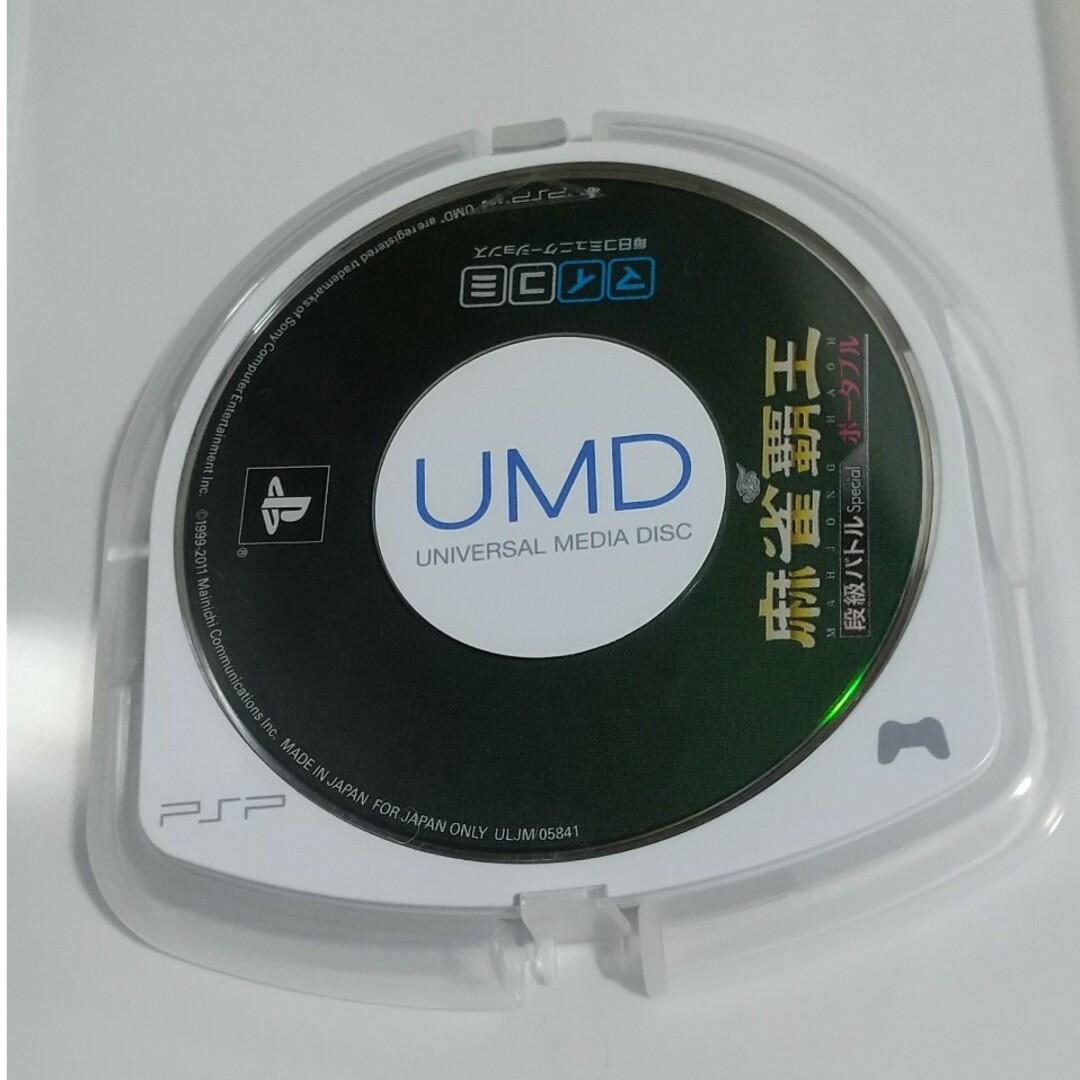 PSP
"PSP" and "UMD" are registered trademarks of Sony Computer Entertainment Inc. ©1999-2011 Mainichi Communications Inc. MADE IN JAPAN FOR JAPAN ONLY ULJM 05841
マイコミ
毎日コミュニケーションズ
麻雀覇王
MAHJONG HAOH
段級バトル Special ポータブル
UMD
UNIVERSAL MEDIA DISC
®
PSP